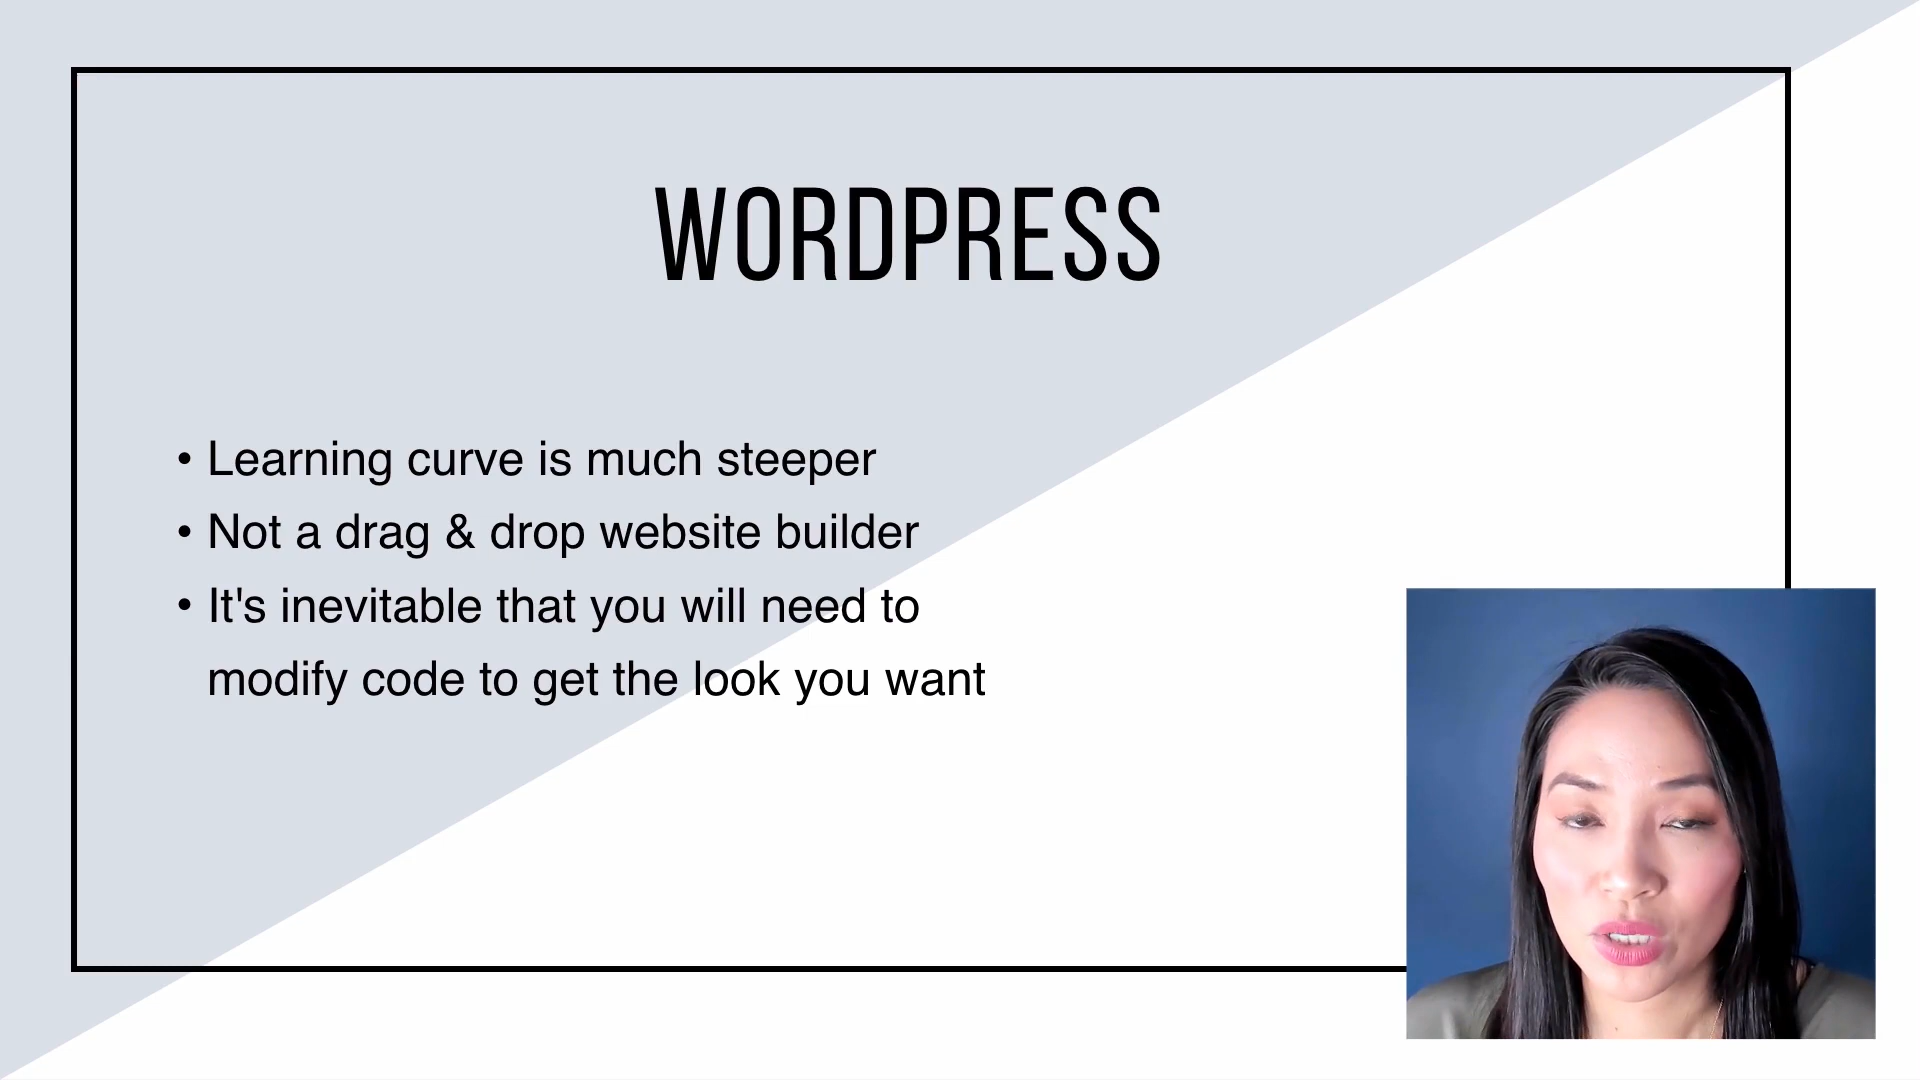 WORDPRESS
• Learning curve is much steeper
• Not a drag & drop website builder
• It's inevitable that you will need to
modify code to get the look you want